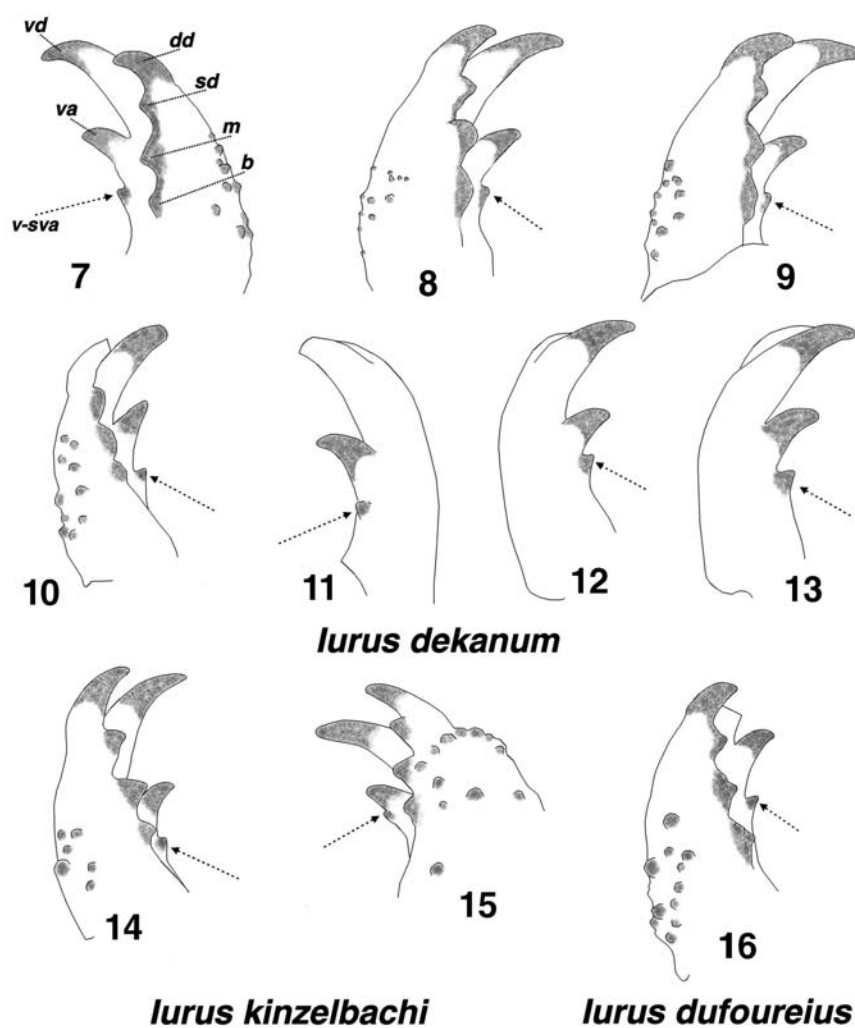 vd
dd
sd
va
m
b
v-sva
7
8
9
10
11
12
13
Iurus dekanum
14
15
16
Iurus kinzelbachi
Iurus dufoureius